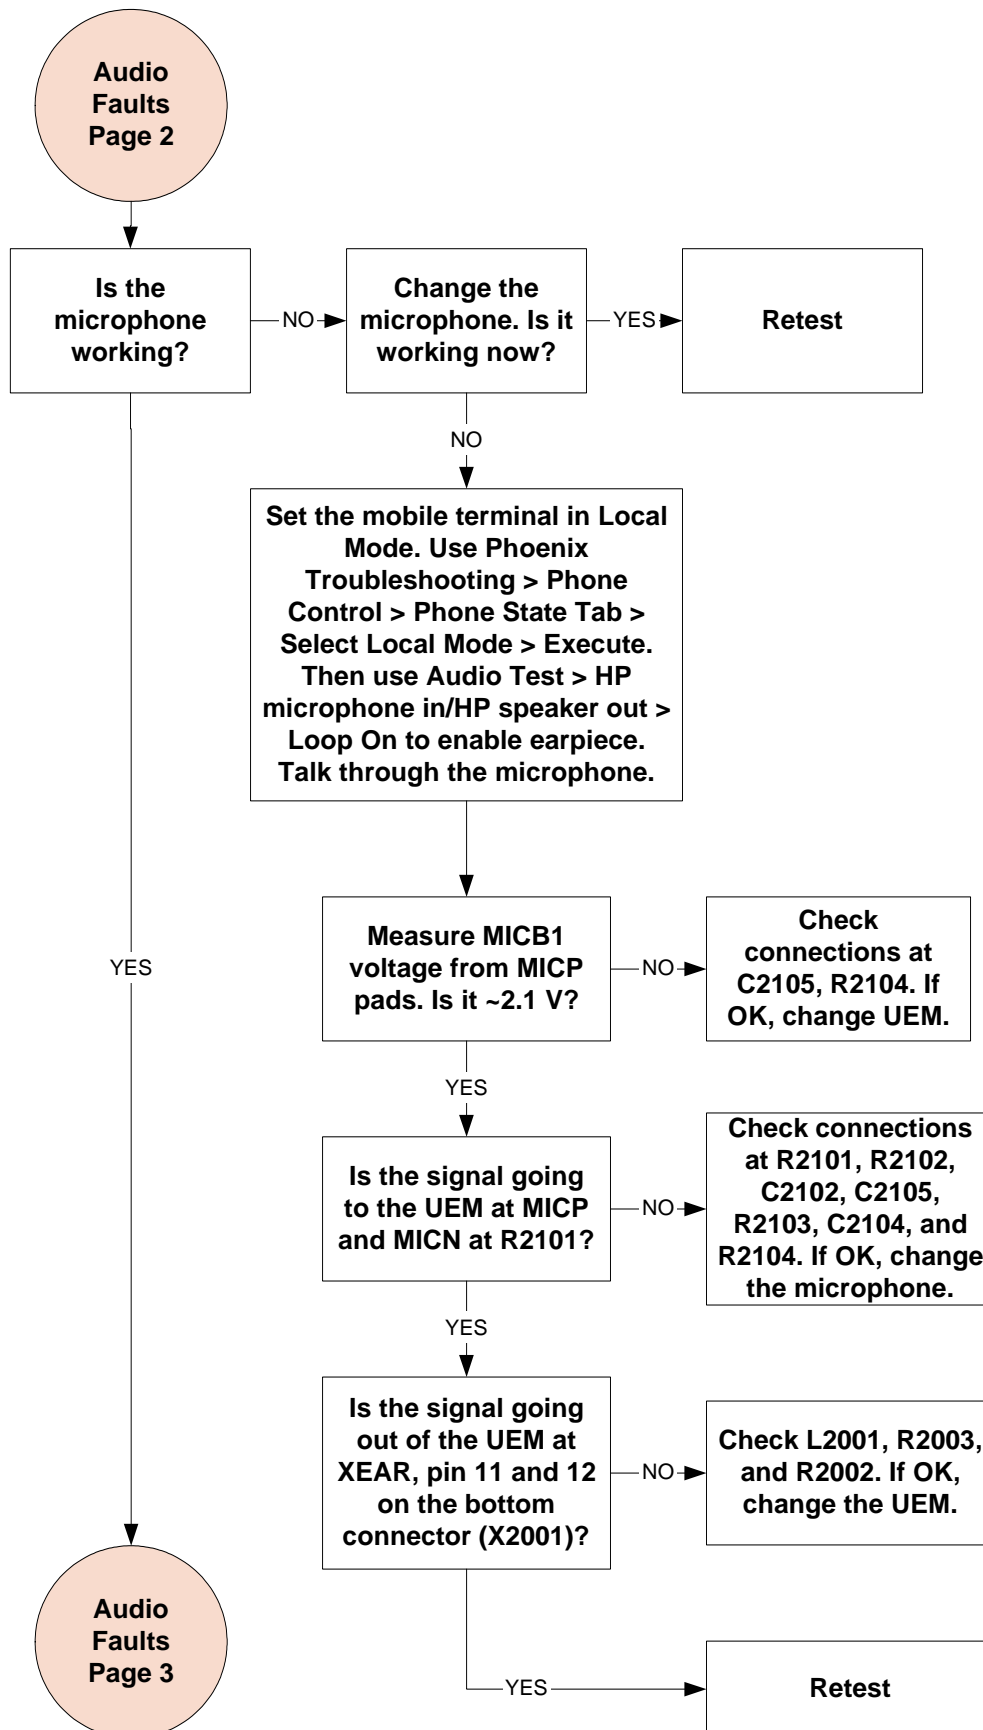 Audio
Faults
Page 2
Is the
microphone
working?
NO
Change the
microphone. Is it
working now?
YES
Retest
NO
Set the mobile terminal in Local
Mode. Use Phoenix
Troubleshooting > Phone
Control > Phone State Tab >
Select Local Mode > Execute.
Then use Audio Test > HP
microphone in/HP speaker out >
Loop On to enable earpiece.
Talk through the microphone.
YES
Measure MICB1
voltage from MICP
pads. Is it ~2.1 V?
NO
Check
connections at
C2105, R2104. If
OK, change UEM.
YES
Is the signal going
to the UEM at MICP
and MICN at R2101?
NO
Check connections
at R2101, R2102,
C2102, C2105,
R2103, C2104, and
R2104. If OK, change
the microphone.
YES
Is the signal going
out of the UEM at
XEAR, pin 11 and 12
on the bottom
connector (X2001)?
NO
Check L2001, R2003,
and R2002. If OK,
change the UEM.
Audio
Faults
Page 3
YES
Retest